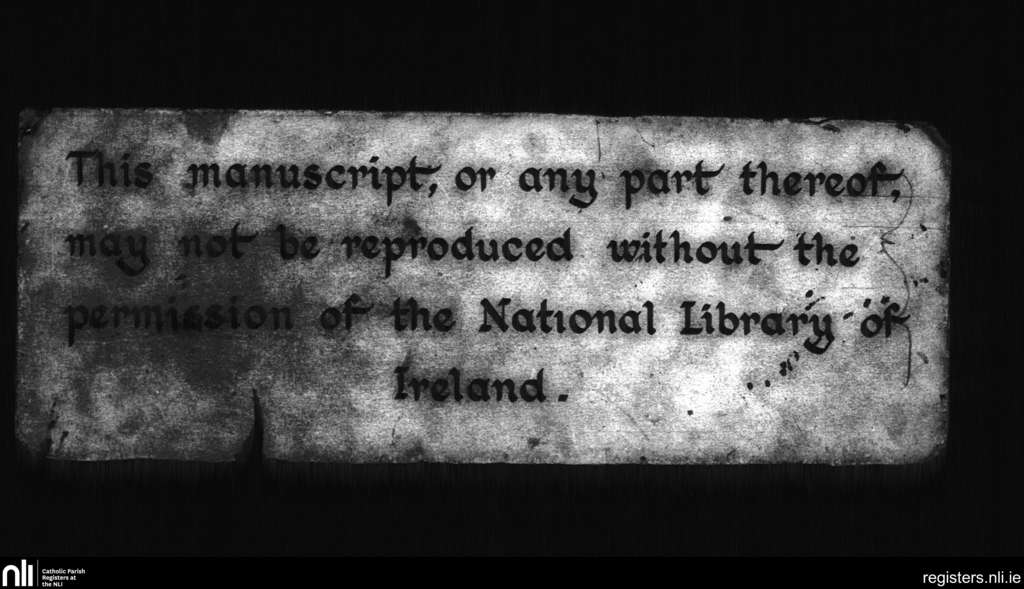 This manuscript, or any part thereof,
may not be reproduced without the
permission of the National Library of
Ireland.
nli
Catholic Parish
Registers at
the NLI
registers.nli.ie